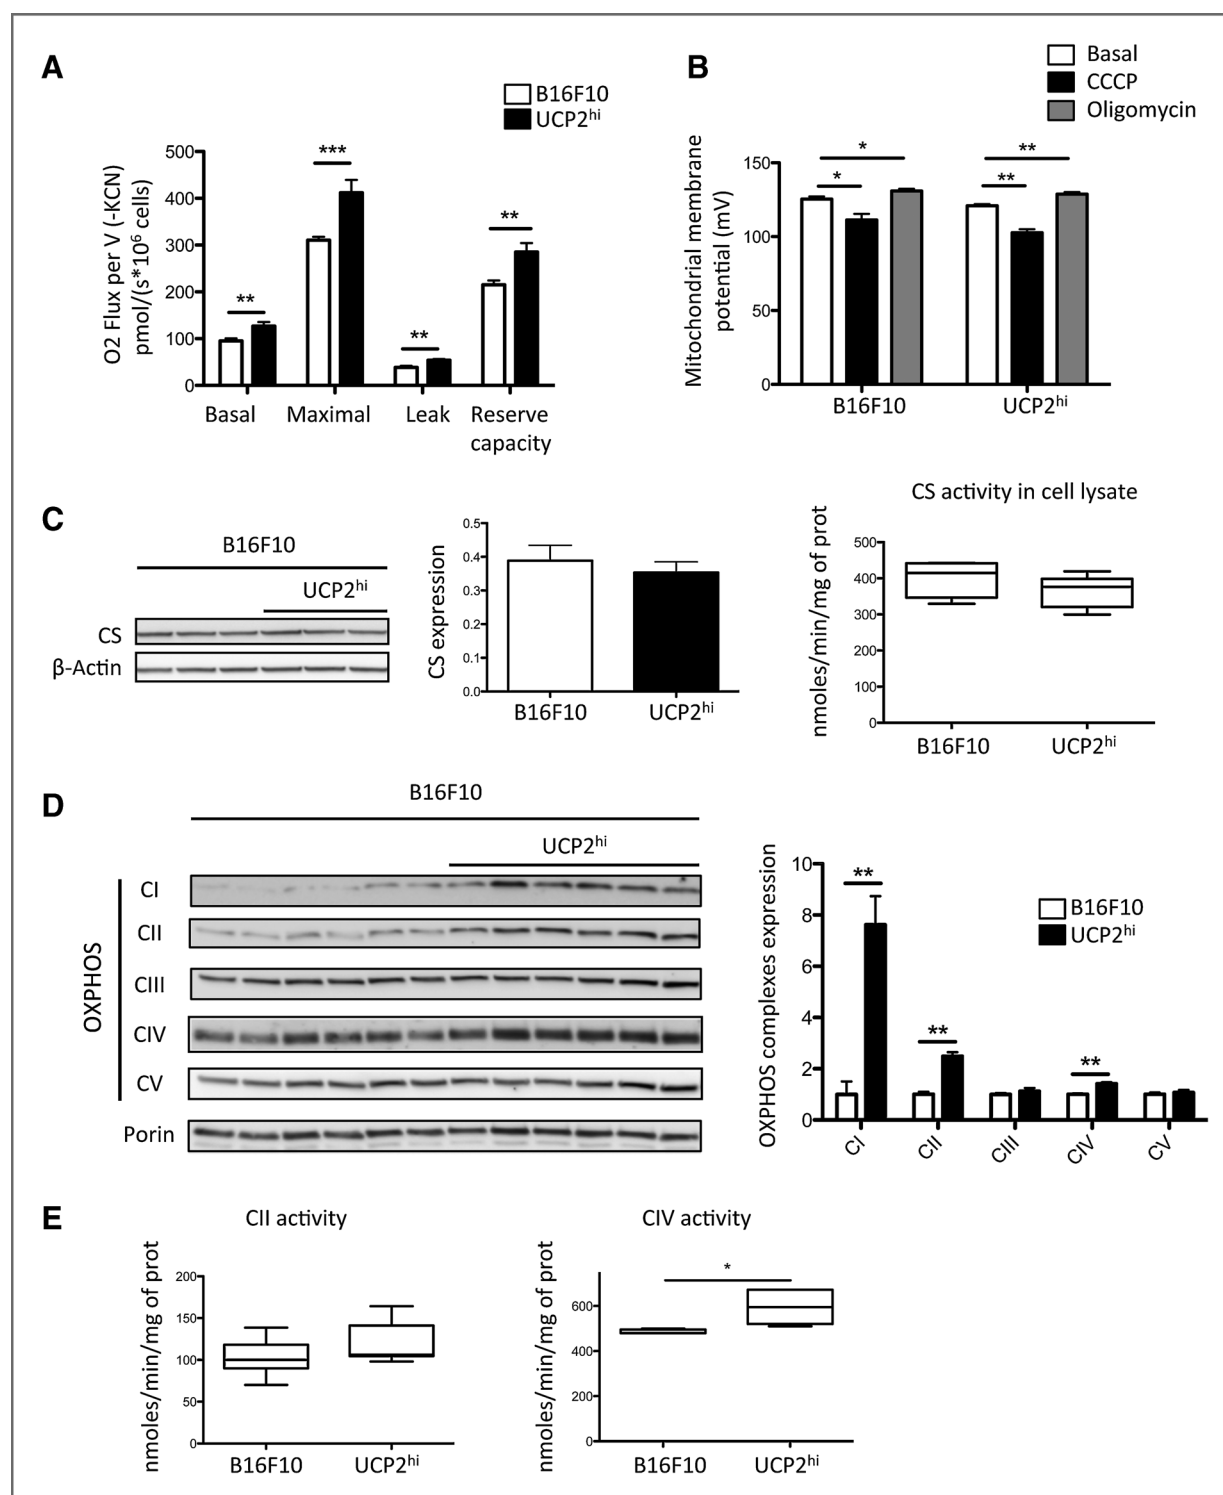 A
B16F10
UCP2hi
O2 Flux per V (-KCN)
pmol/(s*10⁶ cells)
500
400
300
200
100
0
**
***
**
**
Basal
Maximal
Leak
Reserve
capacity
B
Basal
CCCP
Oligomycin
Mitochondrial membrane
potential (mV)
150
100
50
0
*
*
**
**
B16F10
UCP2hi
C
B16F10
UCP2hi
CS
β-Actin
CS expression
0.5
0.4
0.3
0.2
0.1
0.0
B16F10
UCP2hi
CS activity in cell lysate
nmoles/min/mg of prot
500
400
300
200
100
0
B16F10
UCP2hi
D
B16F10
UCP2hi
OXPHOS
CI
CII
CIII
CIV
CV
Porin
OXPHOS complexes expression
10
8
6
4
2
0
**
**
**
B16F10
UCP2hi
CI
CII
CIII
CIV
CV
E
CII activity
nmoles/min/mg of prot
200
150
100
50
0
B16F10
UCP2hi
CIV activity
nmoles/min/mg of prot
600
400
200
0
*
B16F10
UCP2hi